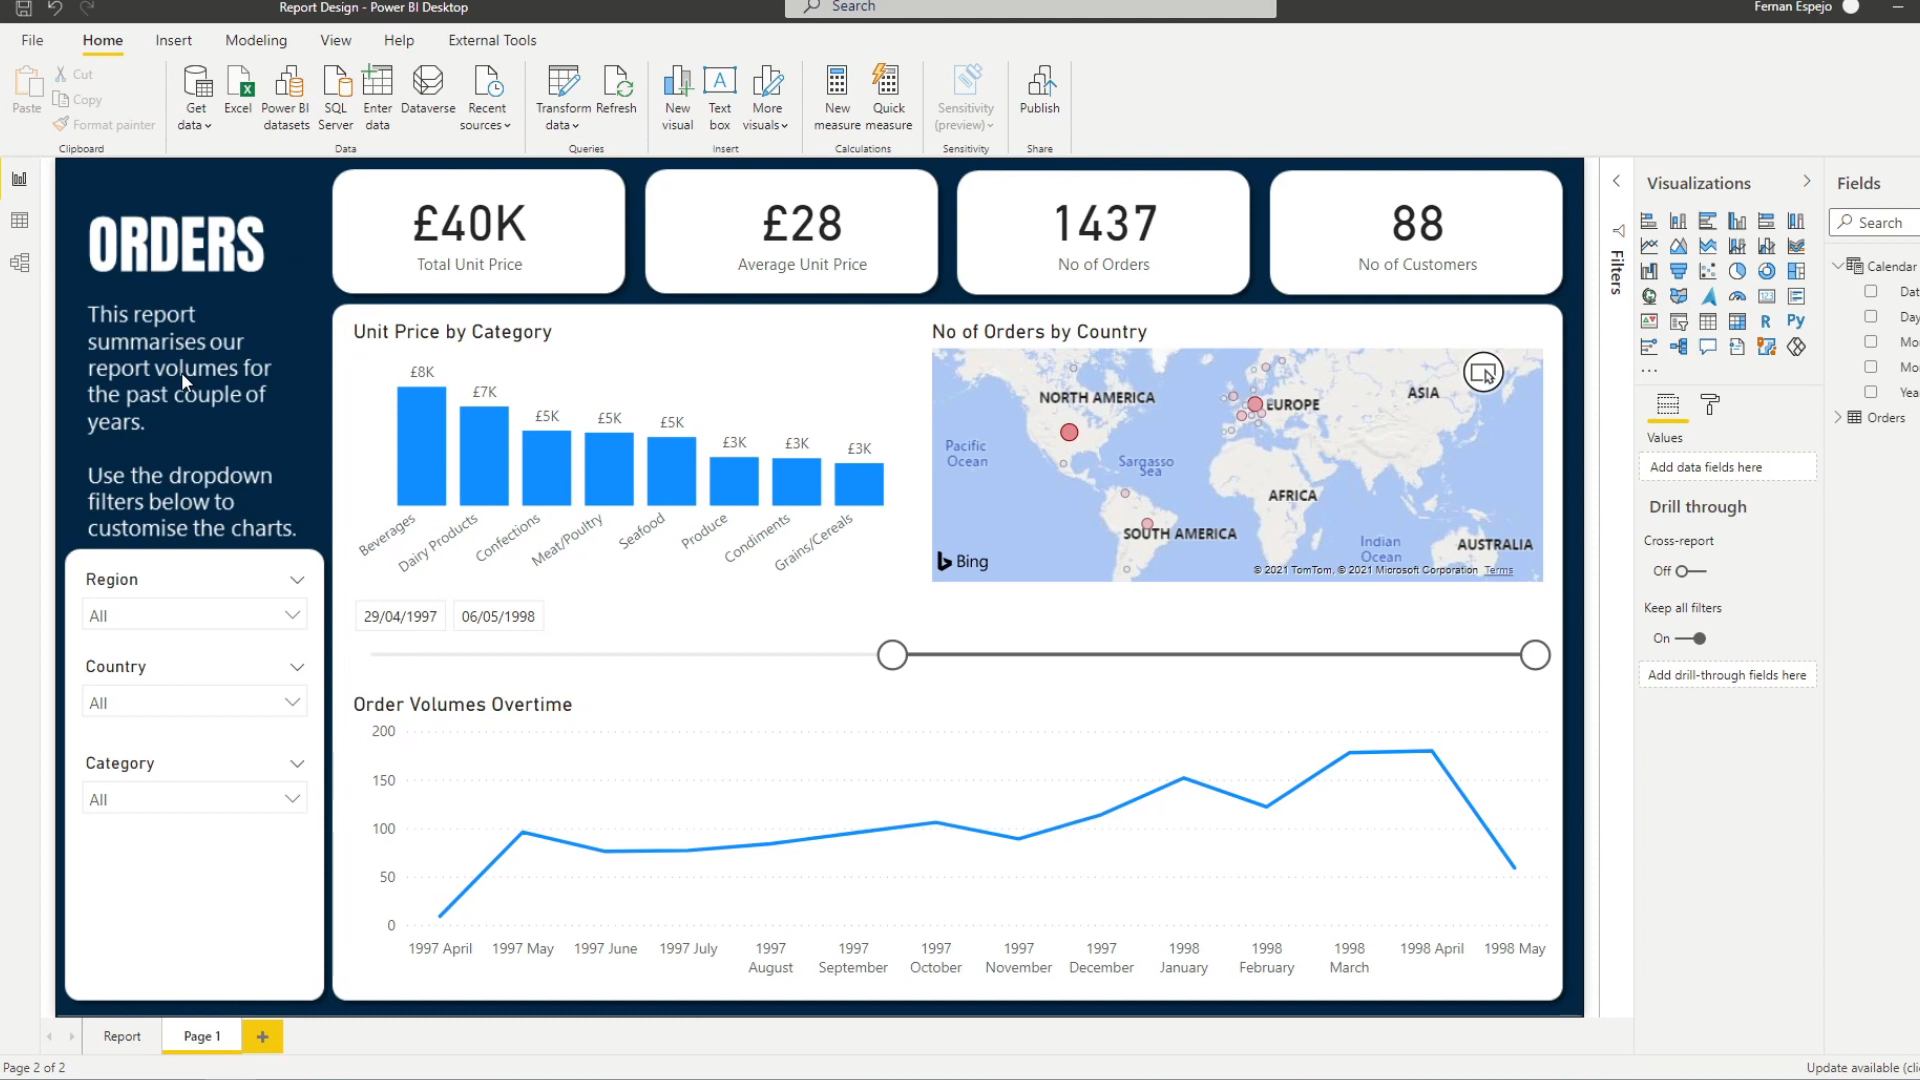 Report Design - Power BI Desktop
Search
Fernan Espejo
File
Home
Insert
Modeling
View
Help
External Tools
Paste
Cut
Copy
Format painter
Clipboard
Get data
Excel
Power BI datasets
SQL Server
Enter data
Dataverse
Recent sources
Data
Transform data
Refresh
Queries
New visual
Text box
More visuals
Insert
New measure
Quick measure
Calculations
Sensitivity (preview)
Sensitivity
Publish
Share
ORDERS
This report
summarises our
report volumes for
the past couple of
years.
Use the dropdown
filters below to
customise the charts.
Region
All
Country
All
Category
All
£40K
Total Unit Price
£28
Average Unit Price
1437
No of Orders
88
No of Customers
Unit Price by Category
£8K
£7K
£5K
£5K
£5K
£3K
£3K
£3K
Beverages
Dairy Products
Confections
Meat/Poultry
Seafood
Produce
Condiments
Grains/Cereals
No of Orders by Country
NORTH AMERICA
EUROPE
ASIA
Pacific
Ocean
Sargasso
Sea
AFRICA
SOUTH AMERICA
Indian
Ocean
AUSTRALIA
Bing
© 2021 TomTom, © 2021 Microsoft Corporation Terms
29/04/1997
06/05/1998
Order Volumes Overtime
200
150
100
50
0
1997 April
1997 May
1997 June
1997 July
1997 August
1997 September
1997 October
1997 November
1997 December
1998 January
1998 February
1998 March
1998 April
1998 May
Filters
Visualizations
R
Py
123
Values
Add data fields here
Drill through
Cross-report
Off
Keep all filters
On
Add drill-through fields here
Fields
Search
Calendar
Dat
Day
Mo
Mo
Yea
Orders
Report
Page 1
Page 2 of 2
Update available (cli